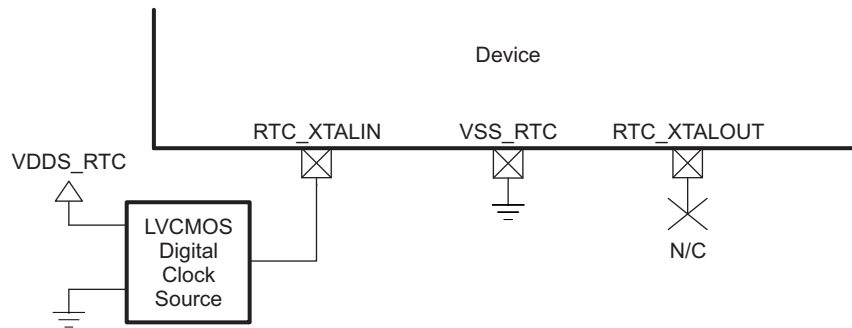 Device
RTC_XTALIN
VSS_RTC
RTC_XTALOUT
VDDS_RTC
LVCMOS
Digital
Clock
Source
N/C